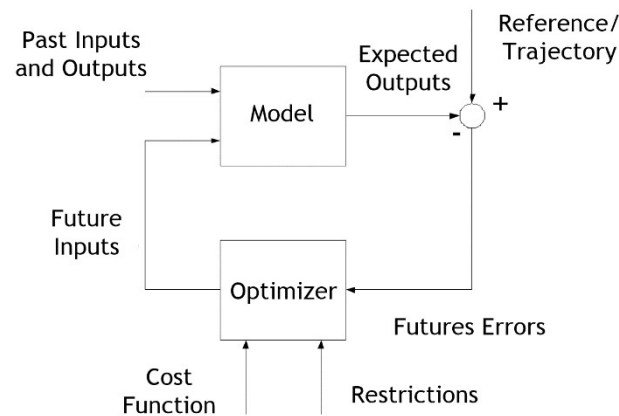 Past Inputs
and Outputs
Model
Expected
Outputs
Reference/
Trajectory
+
-
Future
Inputs
Optimizer
Futures Errors
Cost
Function
Restrictions